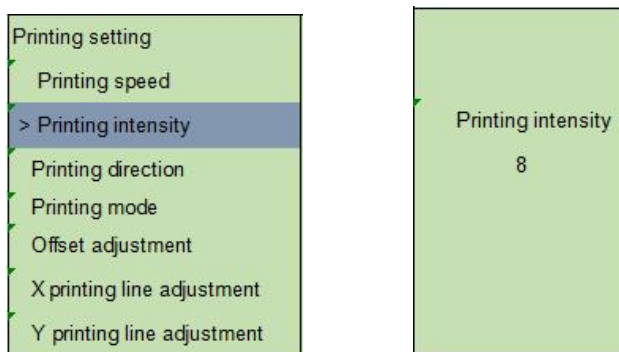 Printing setting
Printing speed
> Printing intensity
Printing direction
Printing mode
Offset adjustment
X printing line adjustment
Y printing line adjustment
Printing intensity
8